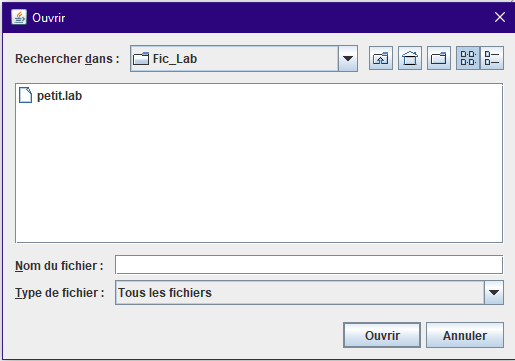 Ouvrir
Rechercher dans : Fic_Lab
petit.lab
Nom du fichier :
Type de fichier : Tous les fichiers
Ouvrir Annuler